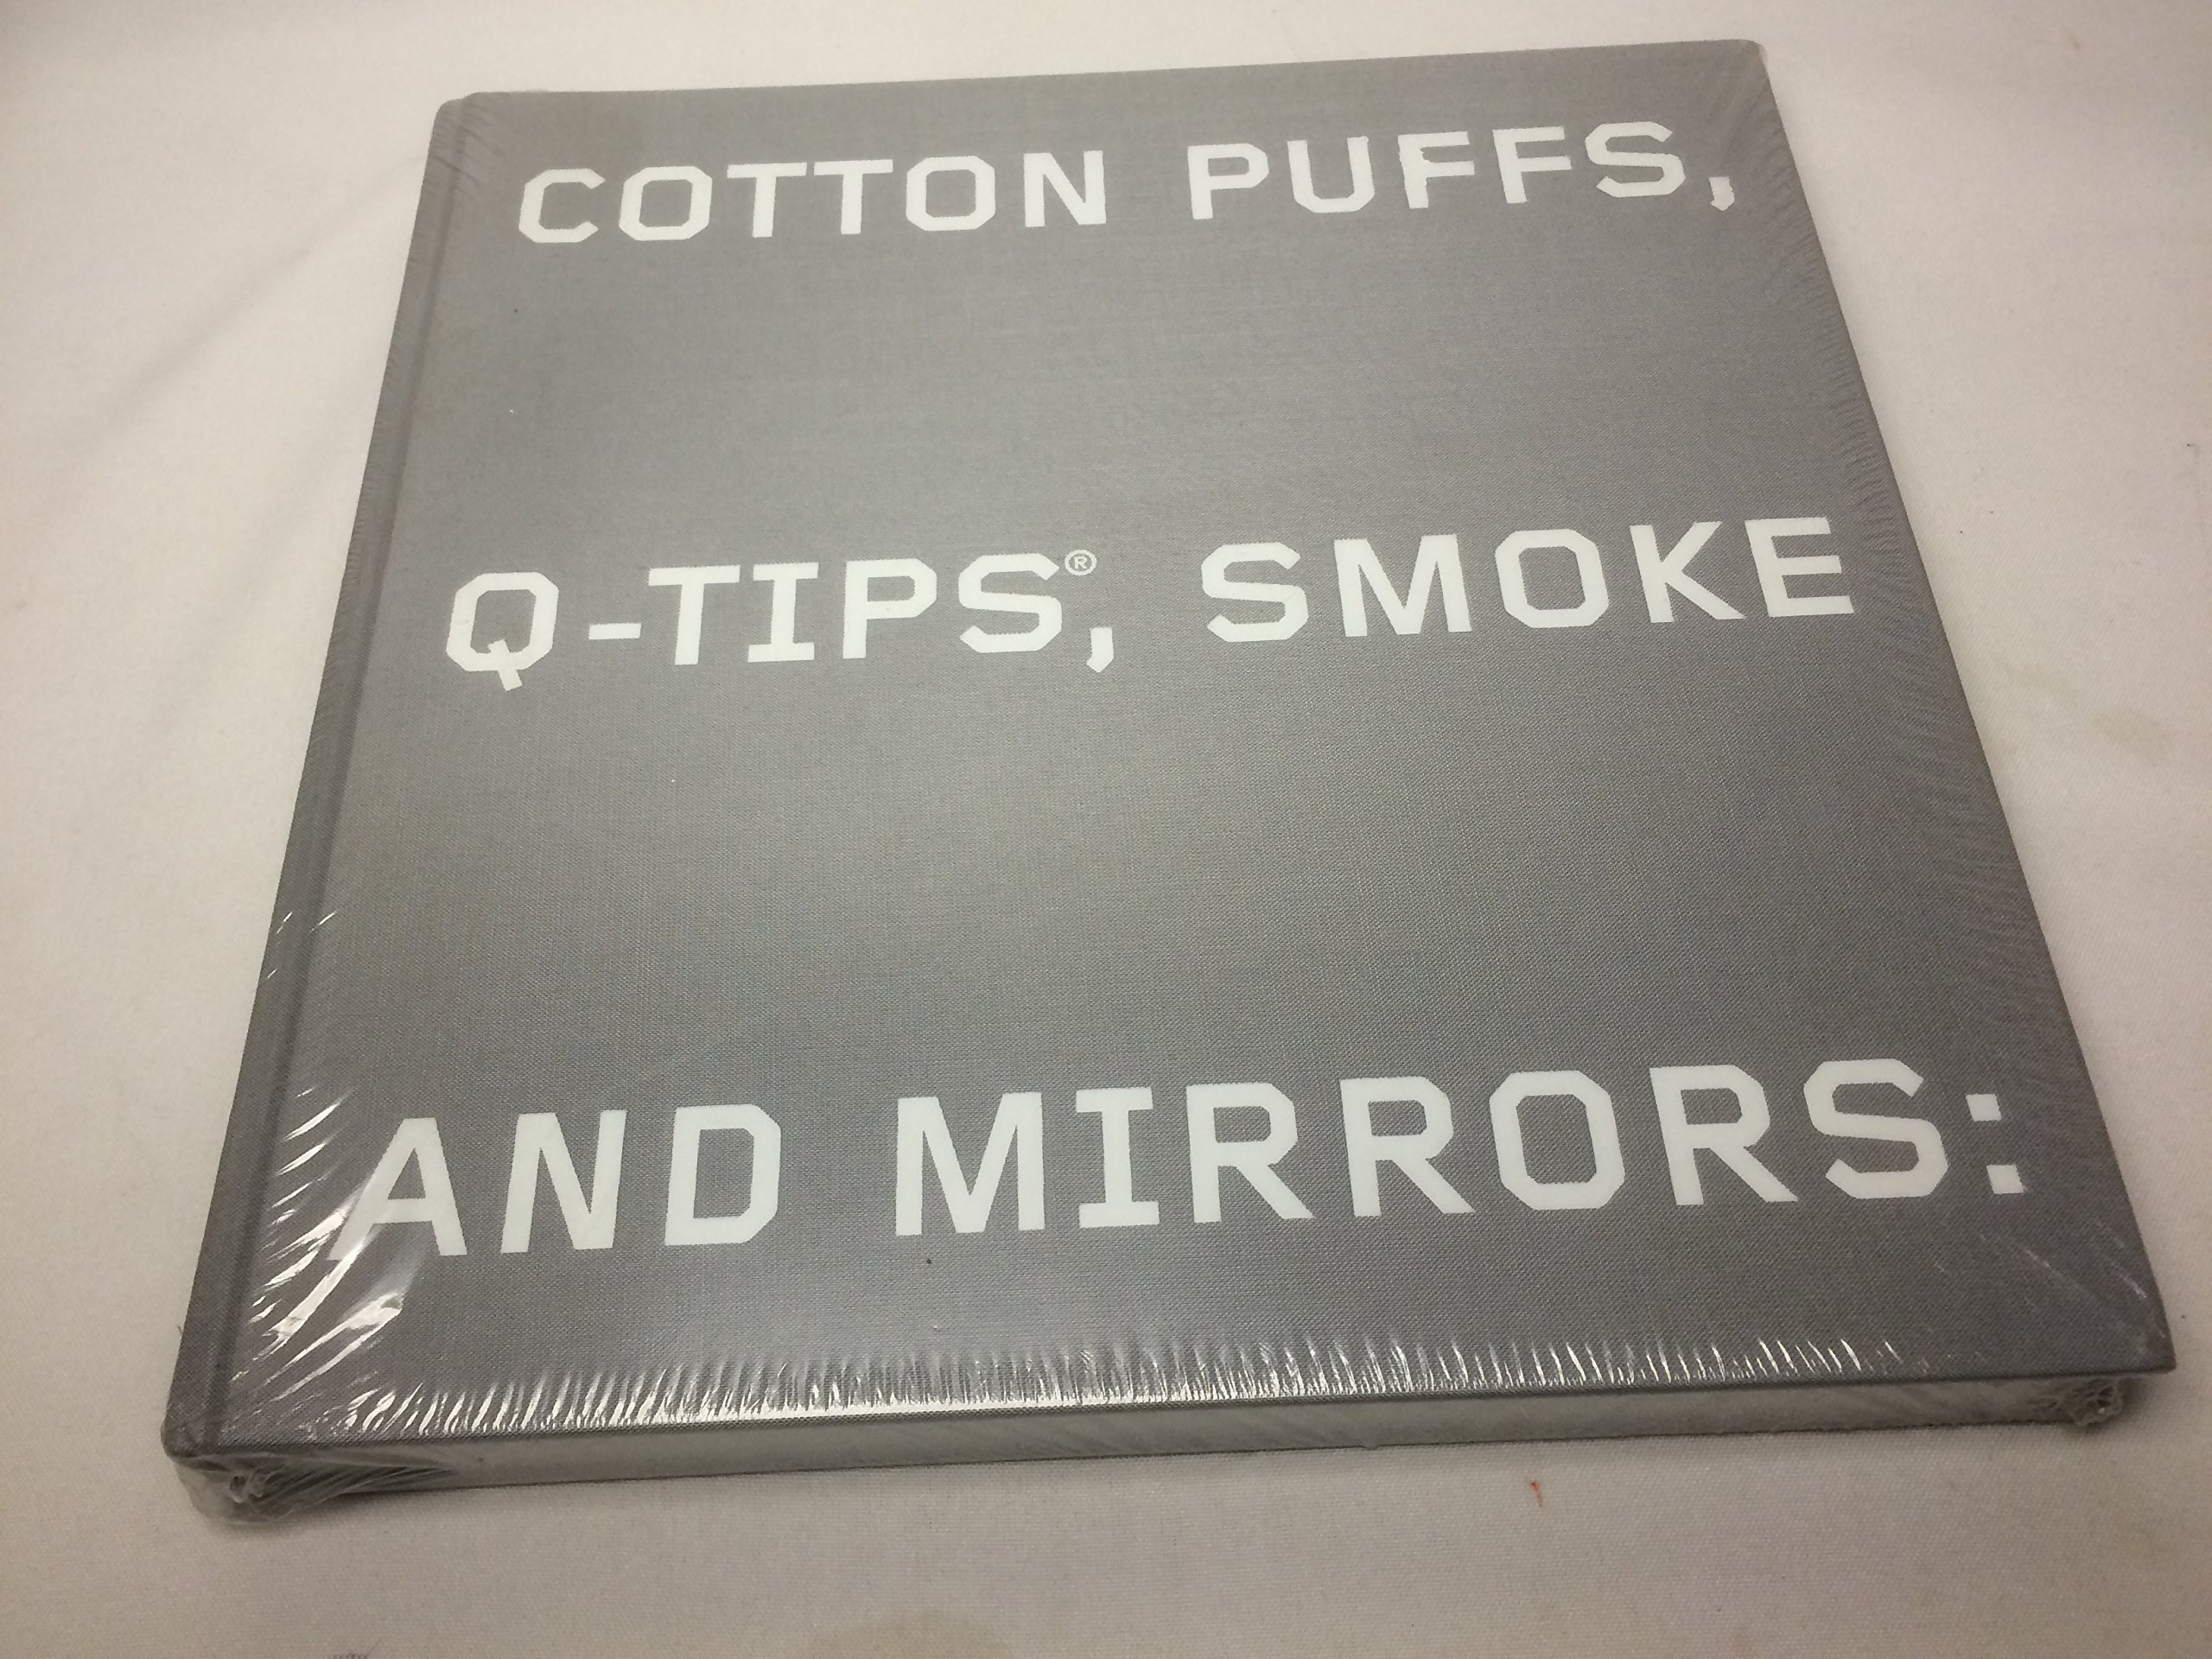 COTTON PUFFS,
Q-TIPS®, SMOKE
AND MIRRORS: